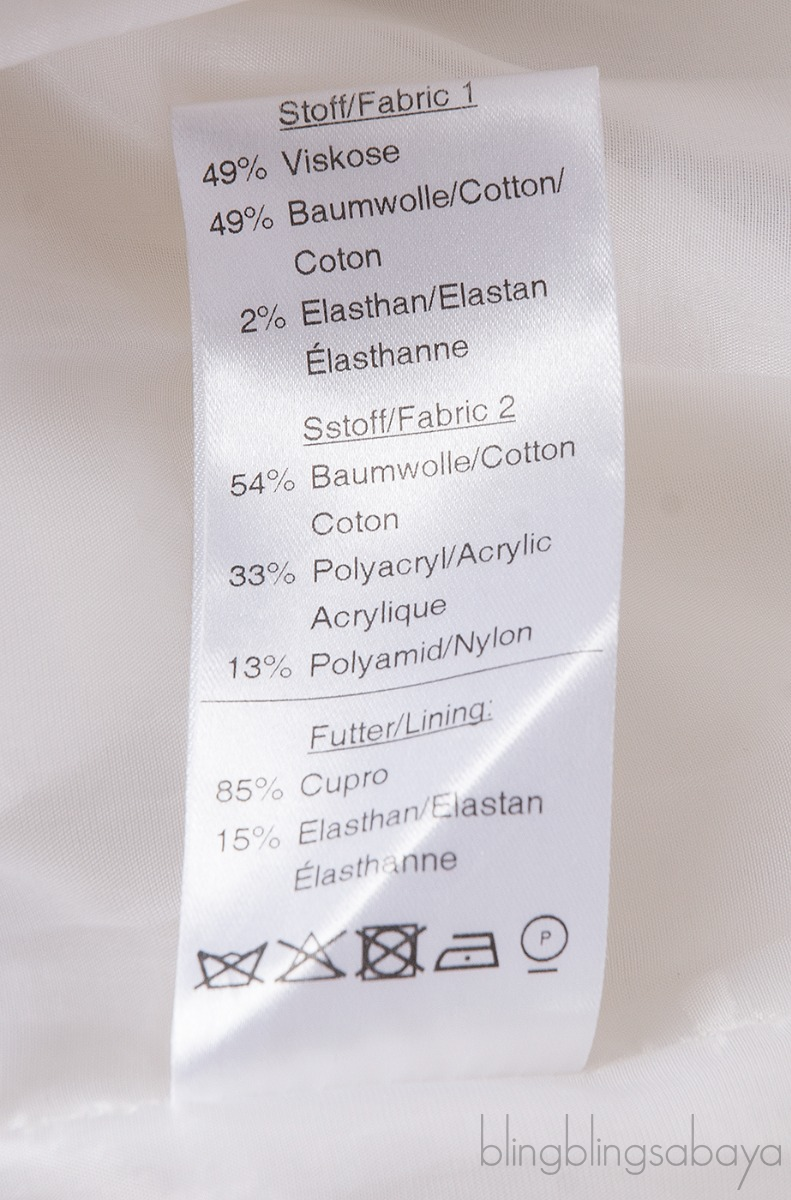 Stoff/Fabric 1
49% Viskose
49% Baumwolle/Cotton/
Coton
2% Elasthan/Elastan
Élasthanne
Sstoff/Fabric 2
54% Baumwolle/Cotton
Coton
33% Polyacryl/Acrylic
Acrylique
13% Polyamid/Nylon
Futter/Lining:
85% Cupro
15% Elasthan/Elastan
Élasthanne
P
blingblingsabaya